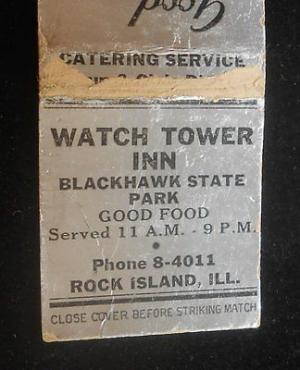 Good
CATERING SERVICE
WATCH TOWER
INN
BLACKHAWK STATE
PARK
GOOD FOOD
Served 11 A.M. - 9 P.M.
•
Phone 8-4011
ROCK ISLAND, ILL.
CLOSE COVER BEFORE STRIKING MATCH